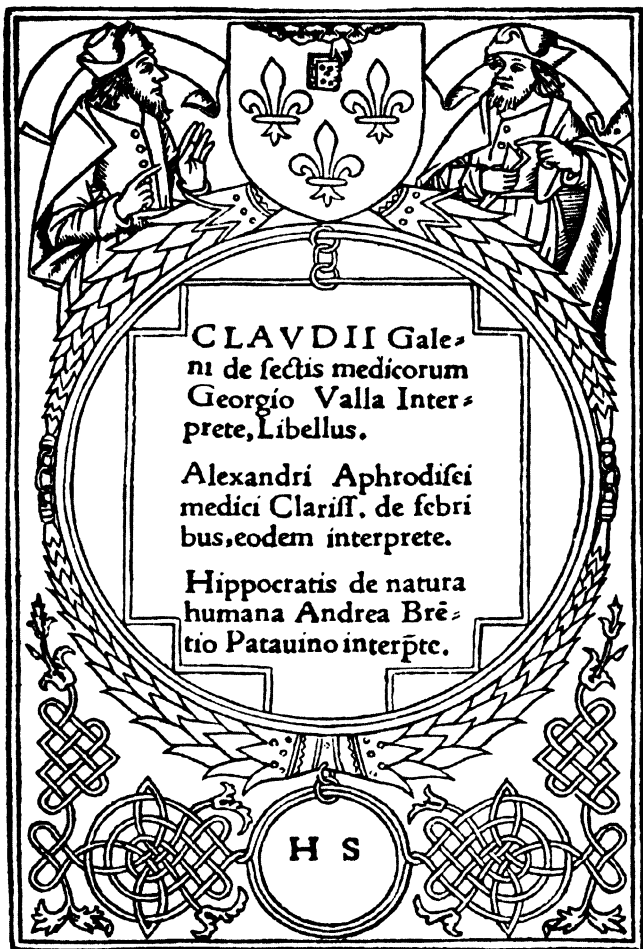 CLAVDII Gale⸗
ni de ſectis medicorum
Georgio Valla Inter⸗
prete, Libellus.
Alexandri Aphrodiſei
medici Clariſſ. de febri
bus, eodem interprete.
Hippocratis de natura
humana Andrea Brē⸗
tio Patauino interp̄te.
H S